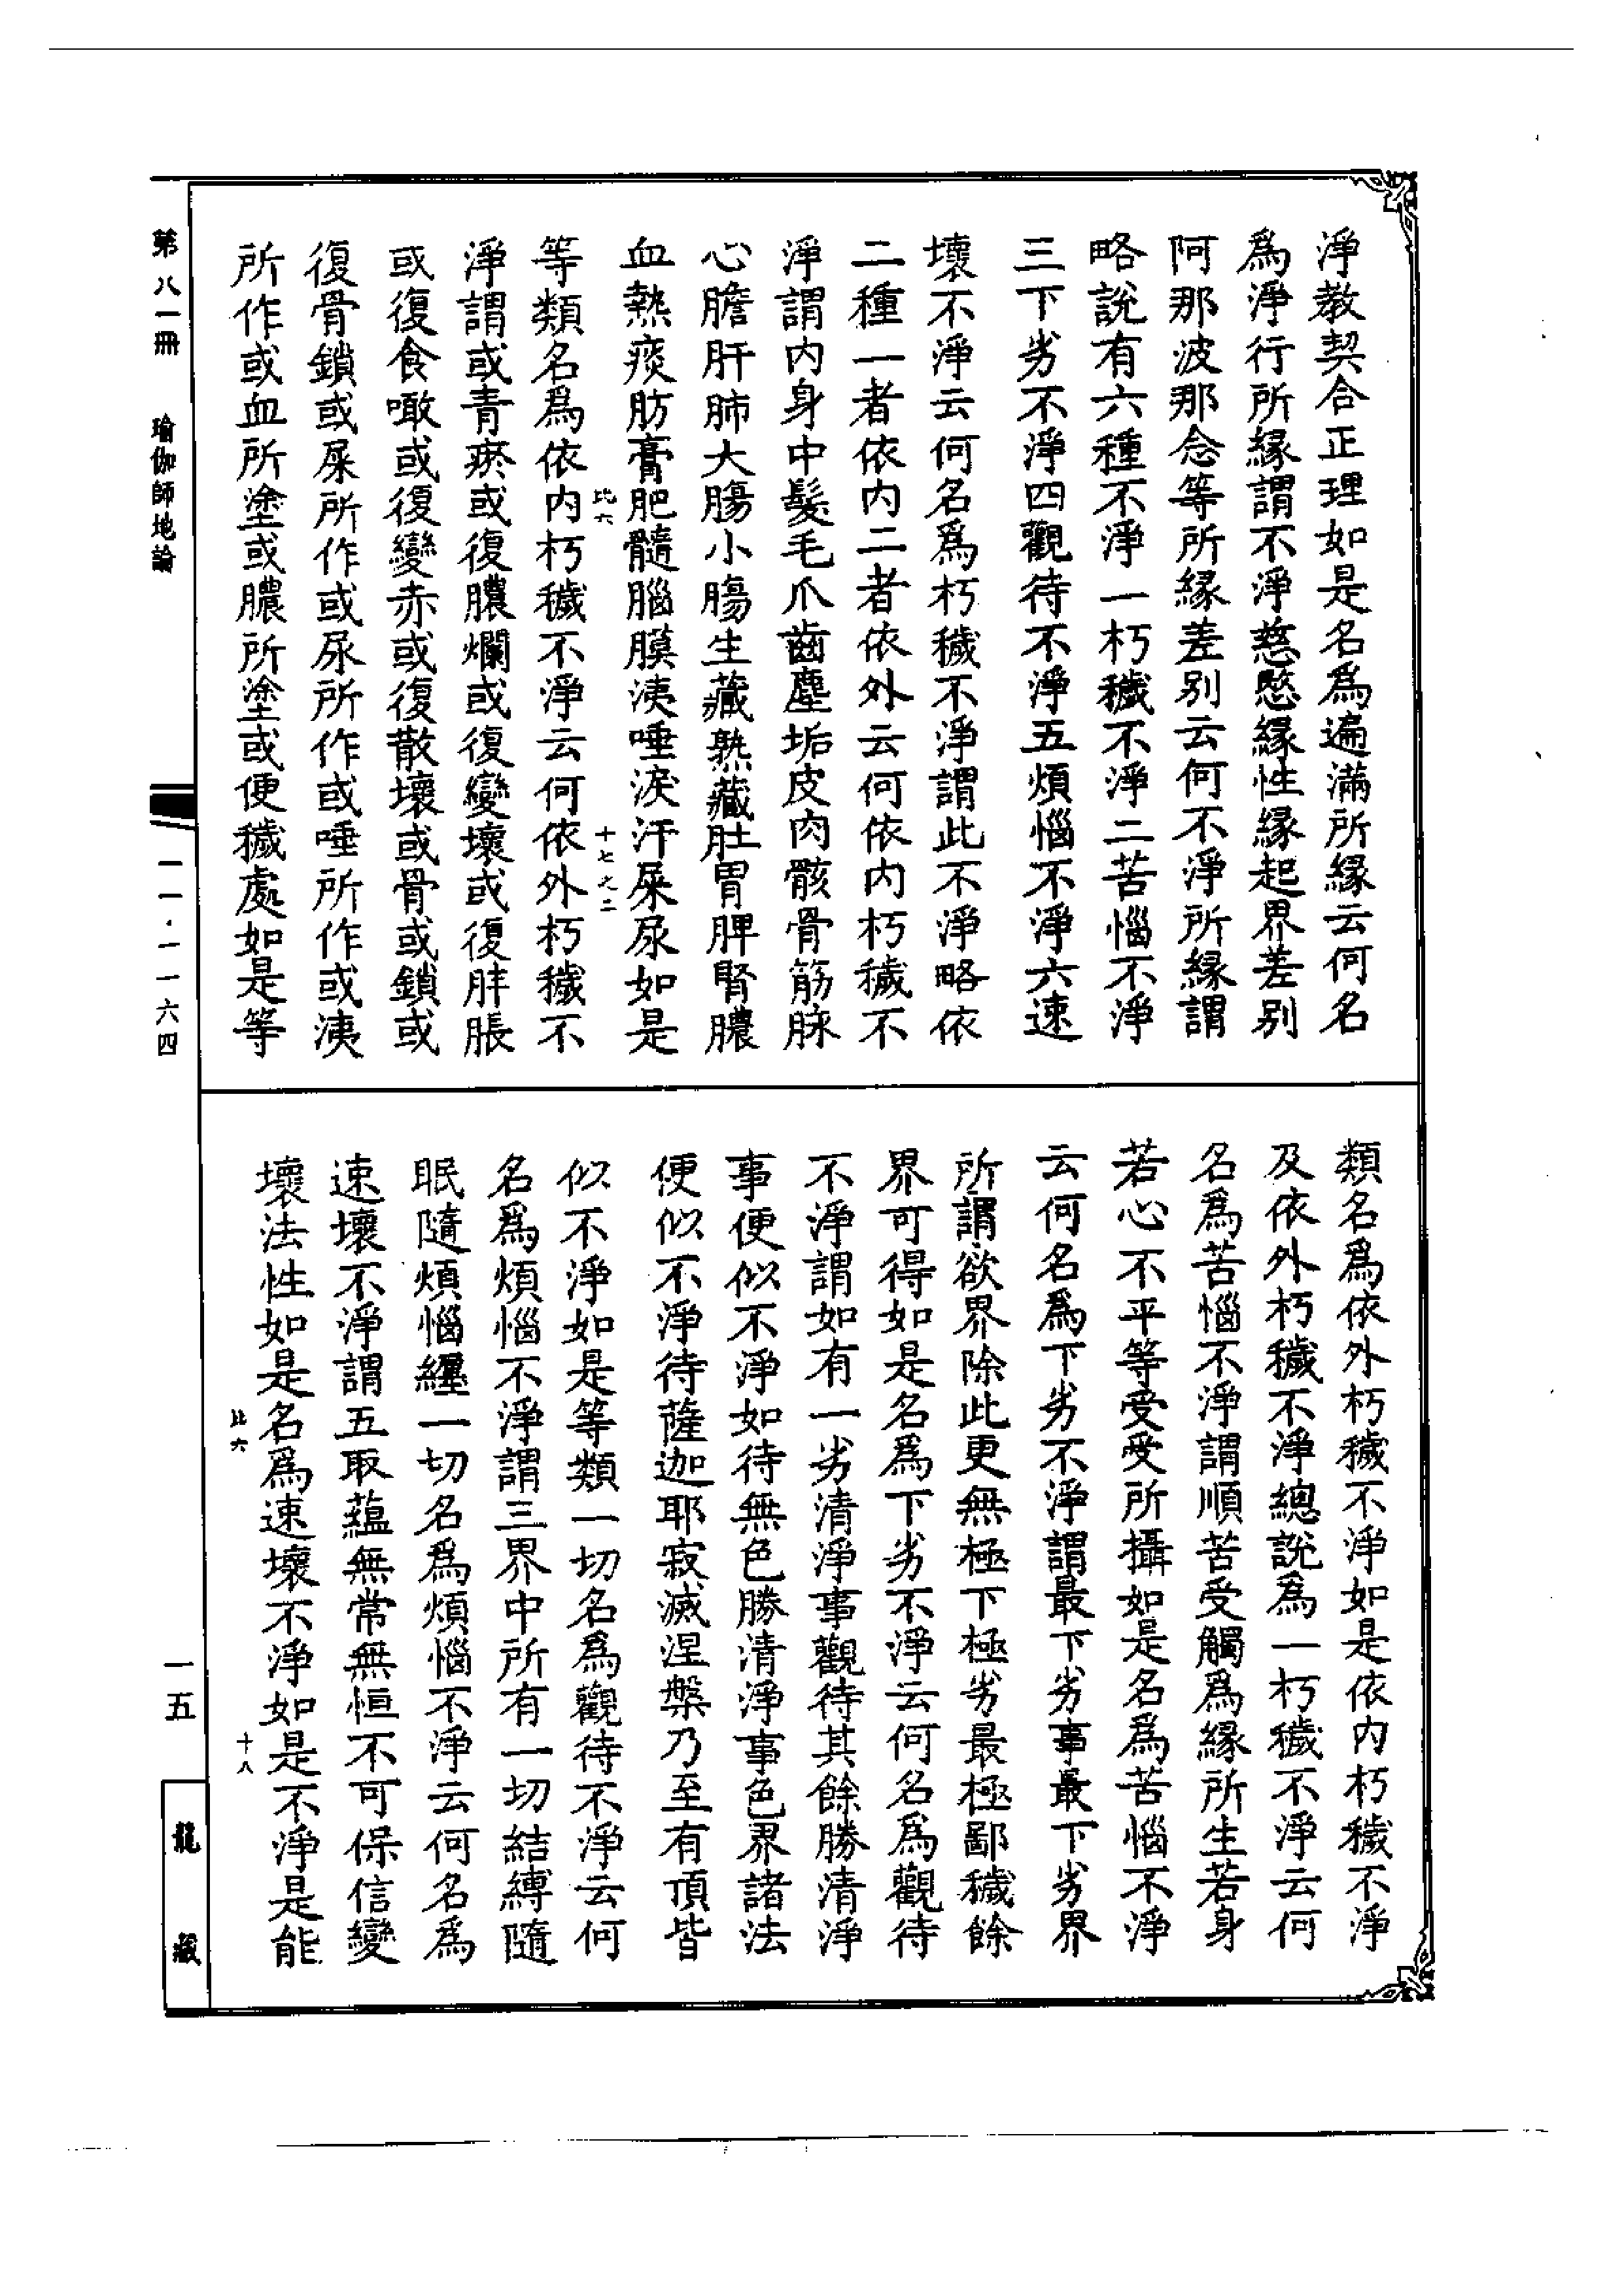 淨教契合正理如是名爲遍滿所緣云何名
爲淨行所緣謂不淨慈愍緣性緣起界差別
阿那波那念等所緣差别云何不淨所緣謂
略說有六種不淨一朽穢不淨二苦惱不淨
三下劣不淨四觀待不淨五煩惱不淨六速
壞不淨云何名爲朽穢不淨謂此不淨略依
二種一者依内二者依外云何依内朽穢不
淨謂内身中髮毛爪齒塵垢皮肉骸骨筋脉
心膽肝肺大腸小腸生藏熟藏肚胃脾腎膿
血熱痰肪膏肥髓腦膜洟唾淚汗屎尿如是
等類名爲依内朽穢不淨云何依外朽穢不
比六
十七之二
淨謂或青瘀或復膿爛或復變壞或復胮脹
或復食噉或復變赤或復散壞或骨或鎖或
復骨鎖或屎所作或尿所作或唾所作或洟
所作或血所塗或膿所塗或便穢處如是等
類名爲依外朽穢不淨如是依内朽穢不淨
及依外朽穢不淨總說爲一朽穢不淨云何
名爲苦惱不淨謂順苦受觸爲緣所生若身
若心不平等受受所攝如是名爲苦惱不淨
云何名爲下劣不淨謂最下劣事最下劣界
所謂欲界除此更無極下極劣最極鄙穢餘
界可得如是名爲下劣不淨云何名爲觀待
不淨謂如有一劣清淨事觀待其餘勝清淨
事便似不淨如待無色勝清淨事色界諸法
便似不淨待薩迦耶寂滅涅槃乃至有頂皆
似不淨如是等類一切名爲觀待不淨云何
名爲煩惱不淨謂三界中所有一切結縛隨
眠隨煩惱纏一切名爲煩惱不淨云何名爲
速壞不淨謂五取蘊無常無恒不可保信變
壞法性如是名爲速壞不淨如是不淨是能
比六
十八
第八一冊
瑜伽師地論
一一·一一六四
一五
龍藏